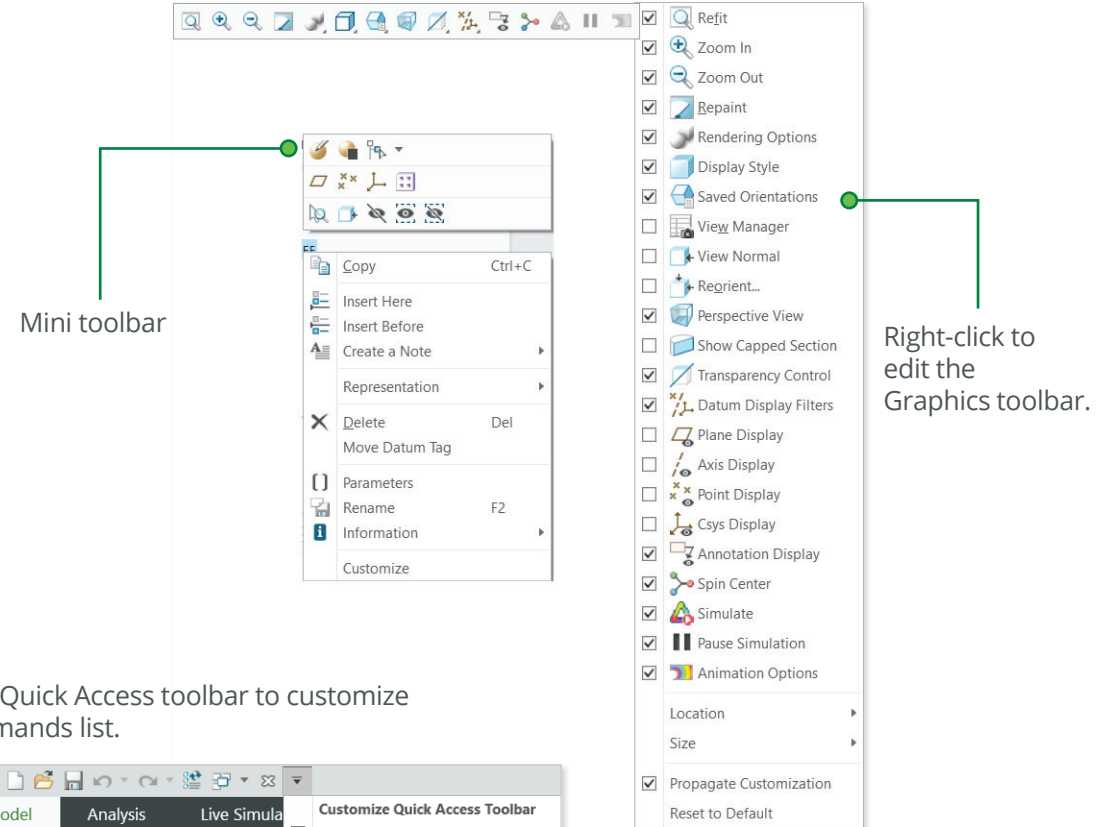 Mini toolbar
EE
Copy Ctrl+C
Insert Here
Insert Before
Create a Note
Representation
Delete Del
Move Datum Tag
Parameters
Rename F2
Information
Customize
Refit
Zoom In
Zoom Out
Repaint
Rendering Options
Display Style
Saved Orientations
View Manager
View Normal
Reorient...
Perspective View
Show Capped Section
Transparency Control
Datum Display Filters
Plane Display
Axis Display
Point Display
Csys Display
Annotation Display
Spin Center
Simulate
Pause Simulation
Animation Options
Location
Size
Propagate Customization
Reset to Default
Right-click to
edit the
Graphics toolbar.
Quick Access toolbar to customize
mands list.
odel Analysis Live Simula
Customize Quick Access Toolbar